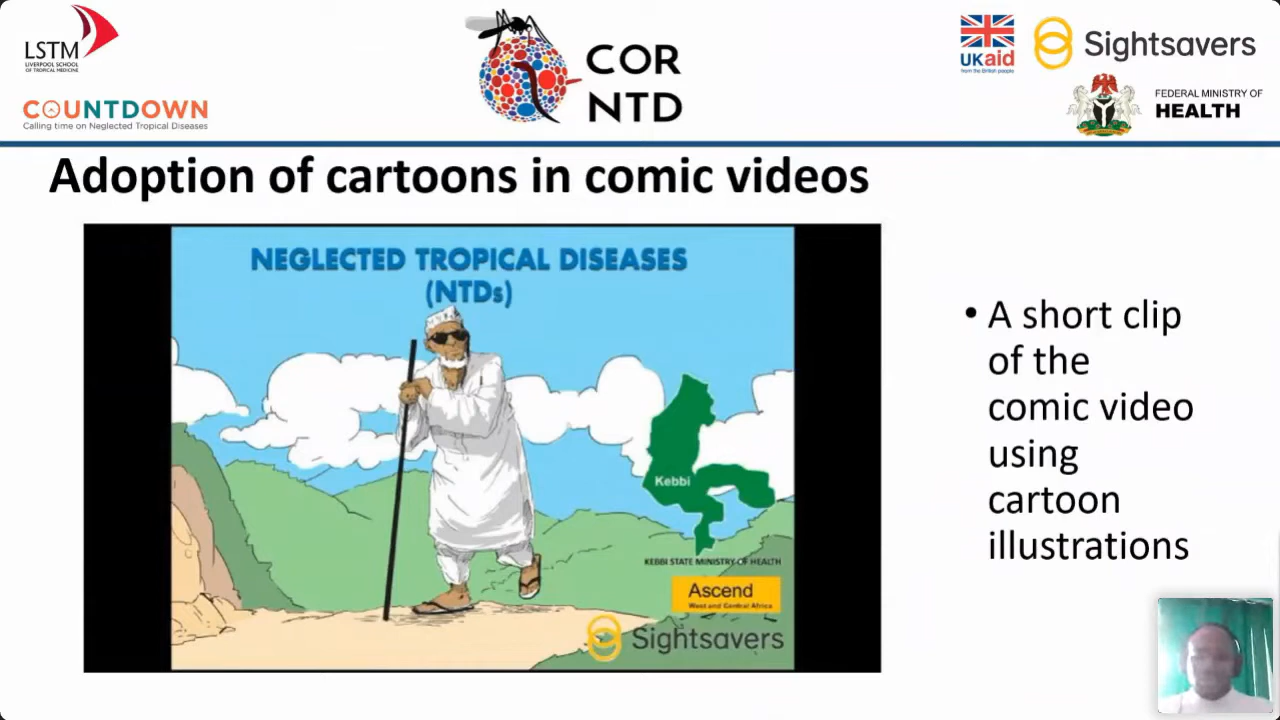 LSTM
LIVERPOOL SCHOOL
OF TROPICAL MEDICINE
COUNTDOWN
Calling time on Neglected Tropical Diseases
COR
NTD
UKaid
from the British people
Sightsavers
FEDERAL MINISTRY OF
HEALTH
Adoption of cartoons in comic videos
NEGLECTED TROPICAL DISEASES
(NTDs)
Kebbi
KEBBI STATE MINISTRY OF HEALTH
Ascend
West and Central Africa
Sightsavers
• A short clip
of the
comic video
using
cartoon
illustrations